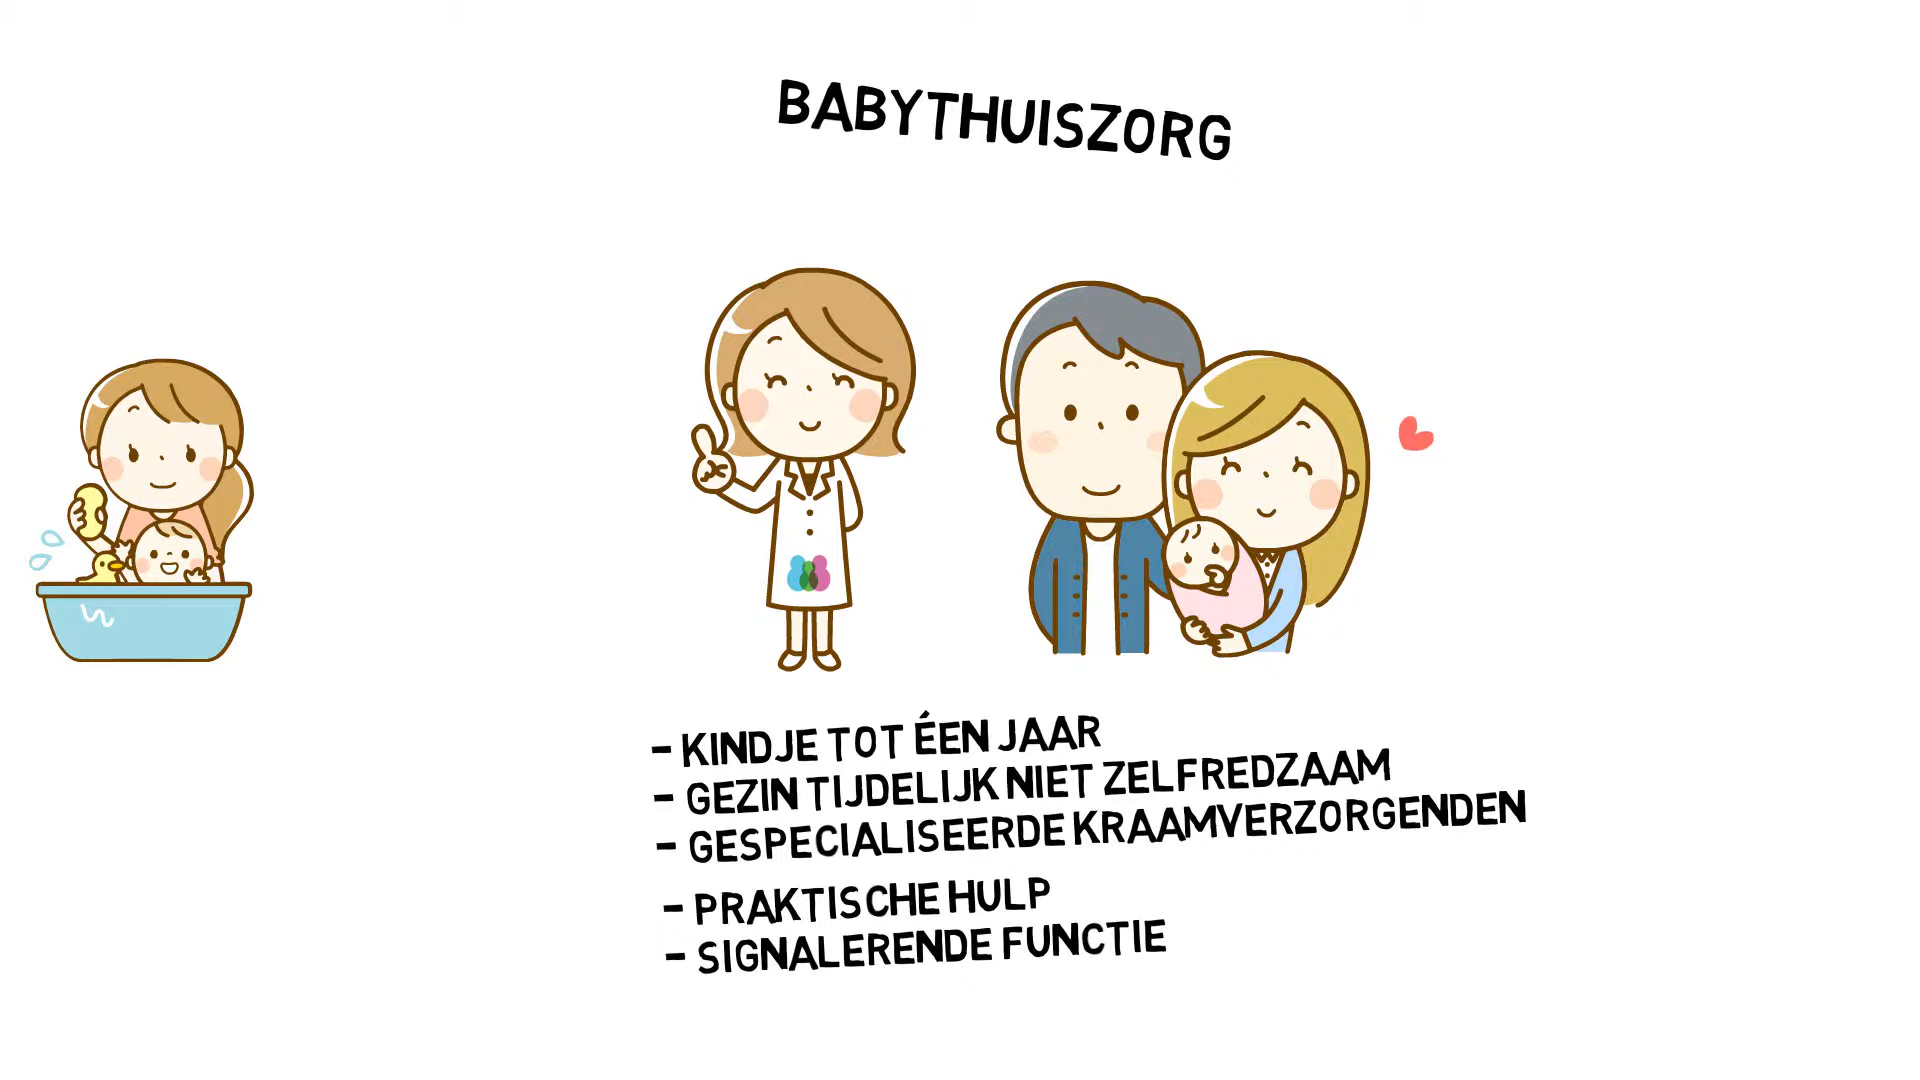 BABYTHUISZORG
- KINDJE TOT ÉEN JAAR
- GEZIN TIJDELIJK NIET ZELFREDZAAM
- GESPECIALISEERDE KRAAMVERZORGENDEN
- PRAKTISCHE HULP
- SIGNALERENDE FUNCTIE